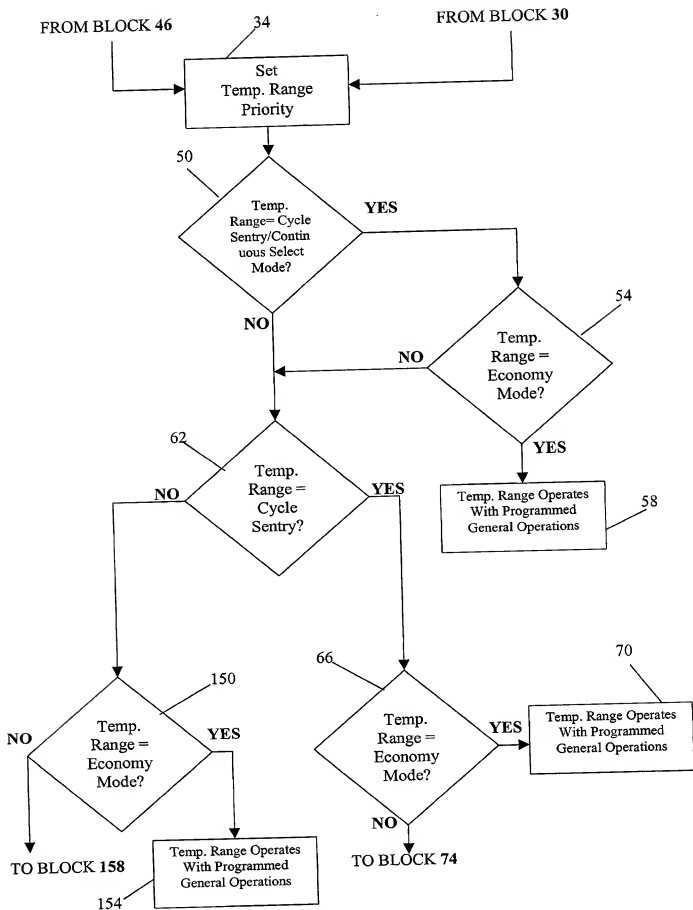 FROM BLOCK 46
34
FROM BLOCK 30
Set
Temp. Range
Priority
50
Temp.
Range= Cycle
Sentry/Contin
uous Select
Mode?
YES
NO
54
Temp.
Range =
Economy
Mode?
NO
YES
62
Temp.
Range =
Cycle
Sentry?
NO
YES
Temp. Range Operates
With Programmed
General Operations
58
150
Temp.
Range =
Economy
Mode?
NO
YES
66
Temp.
Range =
Economy
Mode?
YES
NO
70
Temp. Range Operates
With Programmed
General Operations
TO BLOCK 158
Temp. Range Operates
With Programmed
General Operations
154
TO BLOCK 74